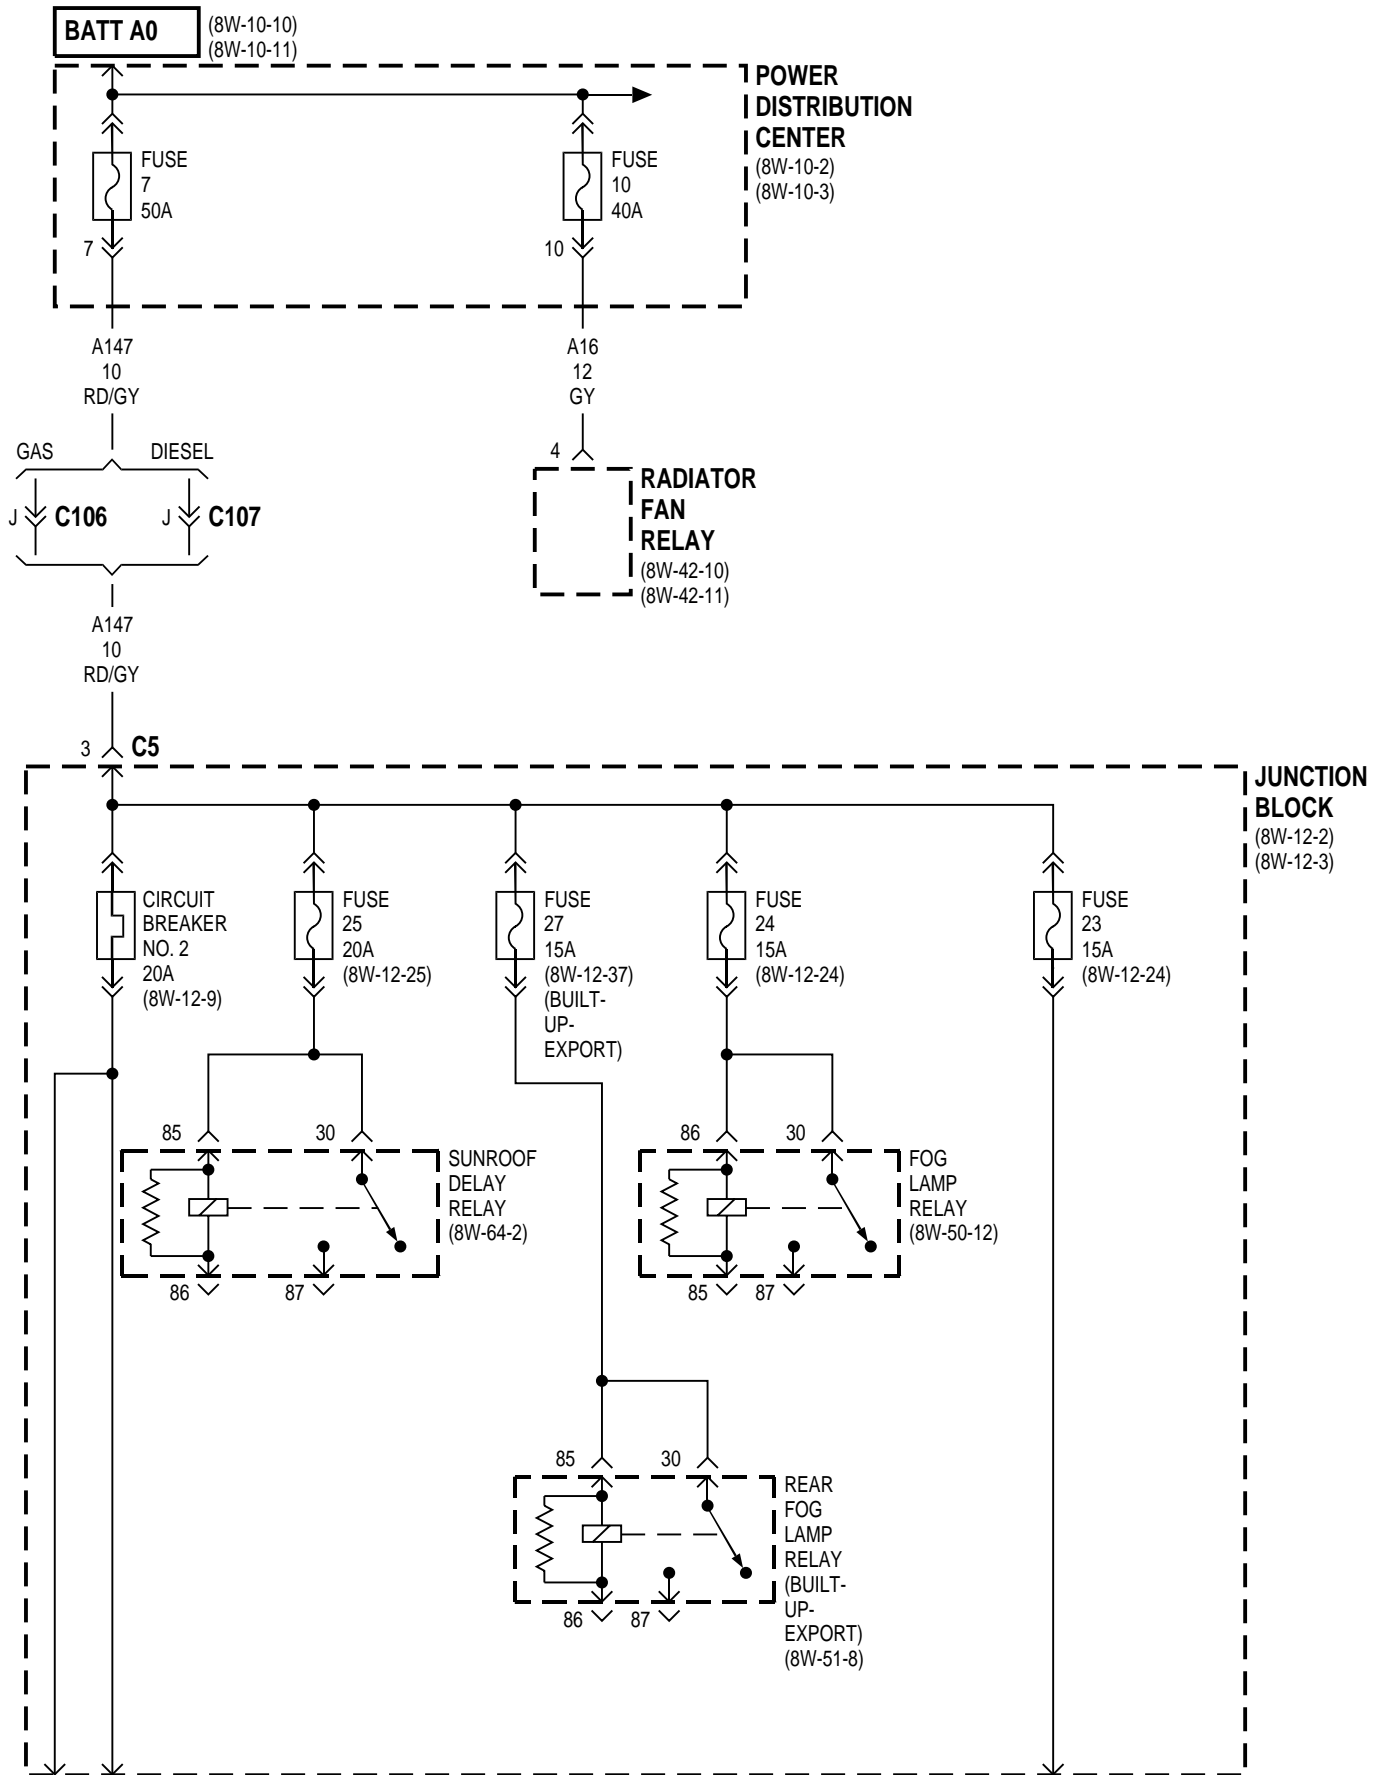 BATT A0
(8W-10-10)
(8W-10-11)
POWER
DISTRIBUTION
CENTER
(8W-10-2)
(8W-10-3)
FUSE
7
50A
7
FUSE
10
40A
10
A147
10
RD/GY
A16
12
GY
GAS
DIESEL
J
C106
J
C107
4
RADIATOR
FAN
RELAY
(8W-42-10)
(8W-42-11)
A147
10
RD/GY
3
C5
JUNCTION
BLOCK
(8W-12-2)
(8W-12-3)
CIRCUIT
BREAKER
NO. 2
20A
(8W-12-9)
FUSE
25
20A
(8W-12-25)
FUSE
27
15A
(8W-12-37)
(BUILT-
UP-
EXPORT)
FUSE
24
15A
(8W-12-24)
FUSE
23
15A
(8W-12-24)
85
30
SUNROOF
DELAY
RELAY
(8W-64-2)
86
87
86
30
FOG
LAMP
RELAY
(8W-50-12)
85
87
85
30
REAR
FOG
LAMP
RELAY
(BUILT-
UP-
EXPORT)
(8W-51-8)
86
87